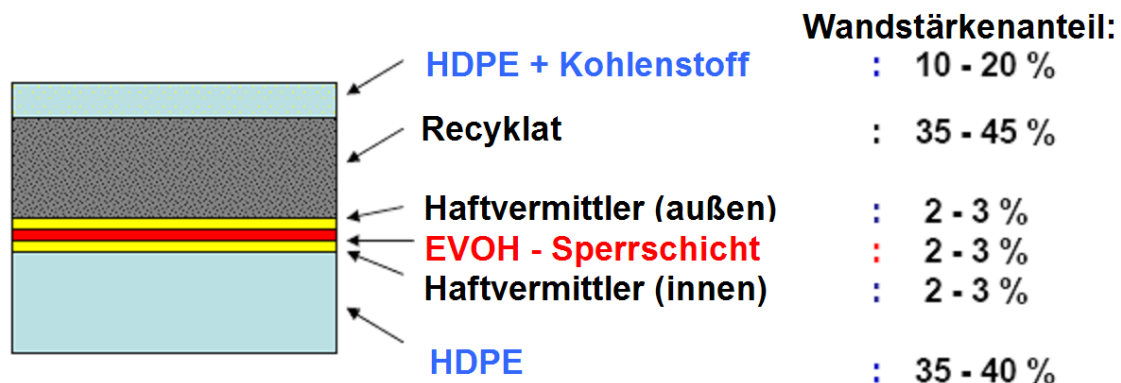 Wandstärkenanteil:
HDPE + Kohlenstoff : 10 - 20 %
Recyklat : 35 - 45 %
Haftvermittler (außen) : 2 - 3 %
EVOH - Sperrschicht : 2 - 3 %
Haftvermittler (innen) : 2 - 3 %
HDPE : 35 - 40 %